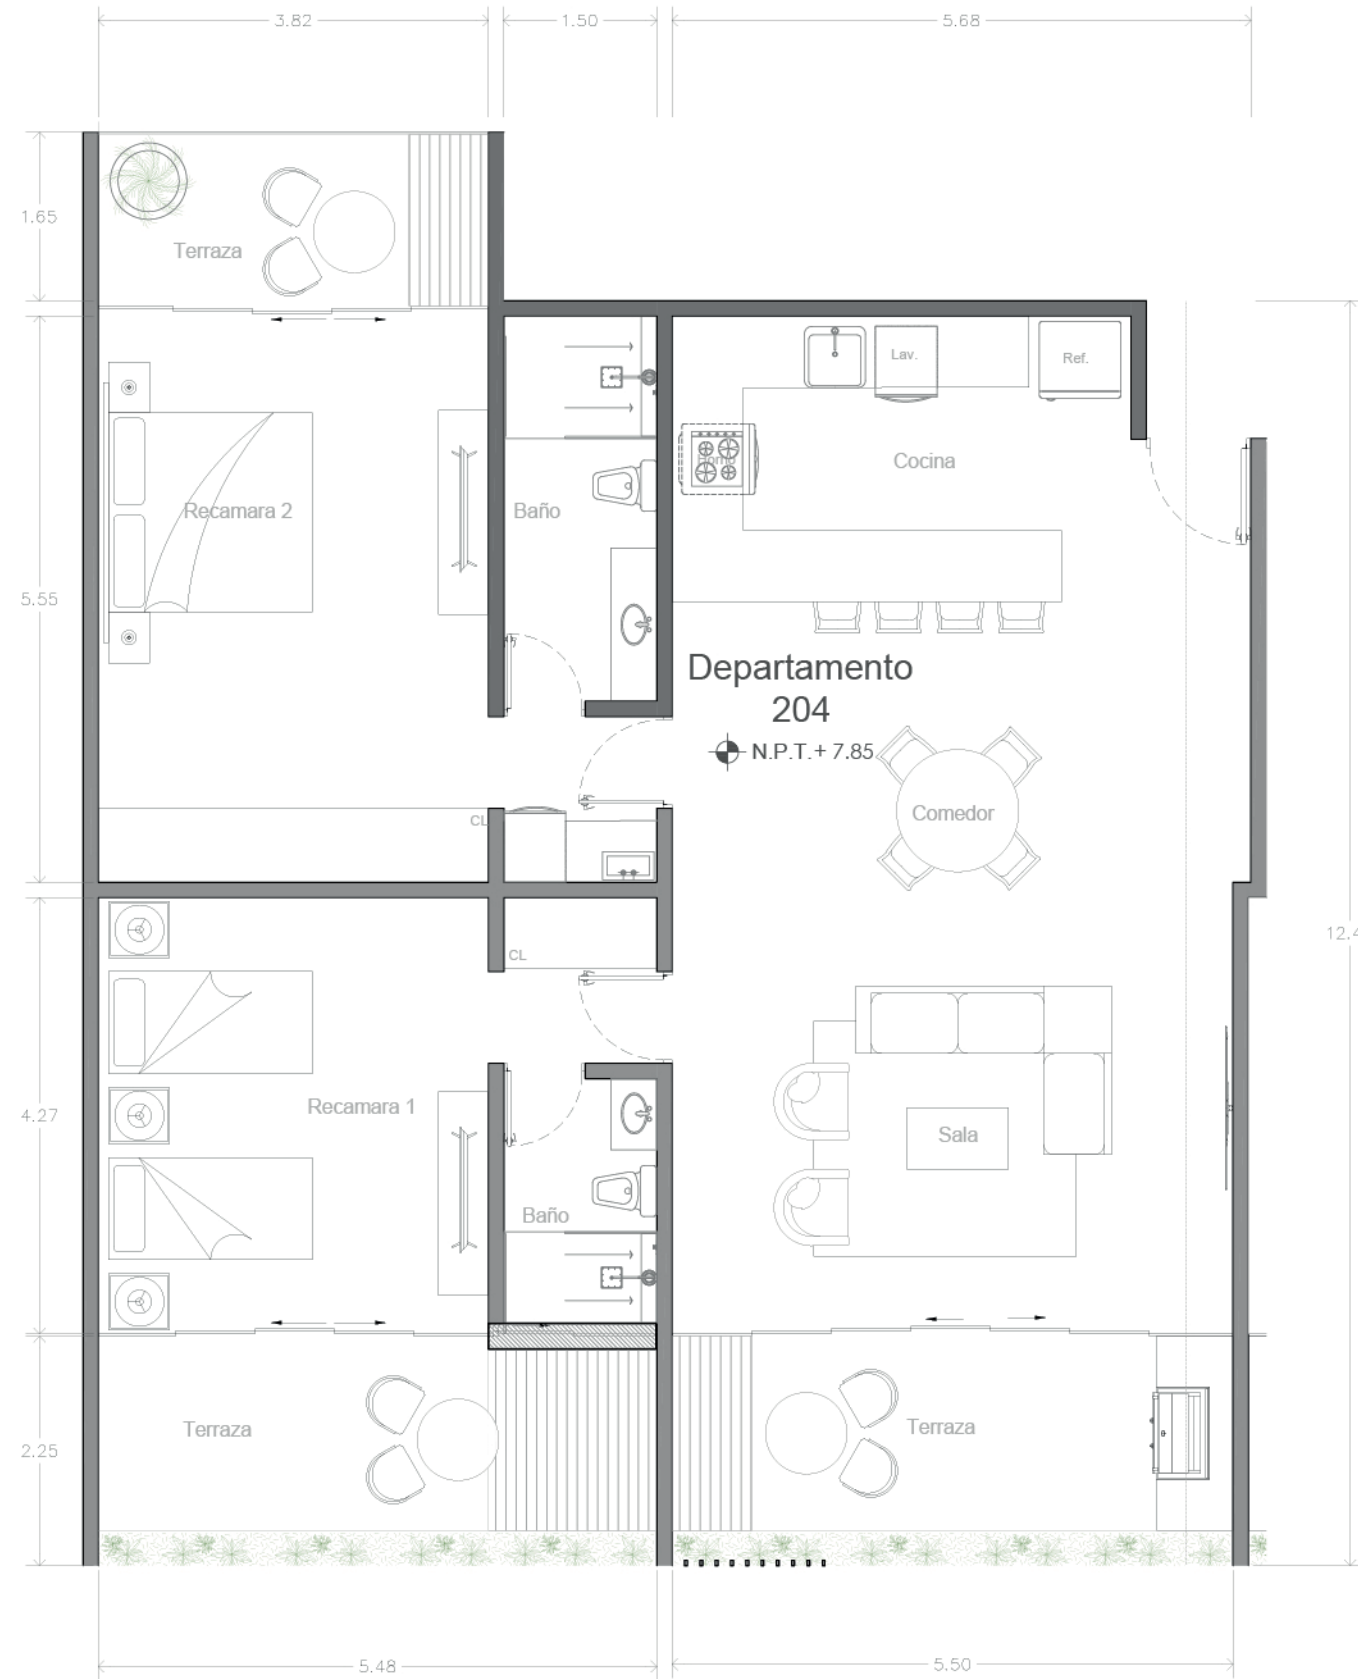 3.82
1.50
5.68
1.65
Terraza
Lav.
Ref.
Horno
Cocina
Recamara 2
Baño
5.55
Departamento
204
N.P.T.+ 7.85
Comedor
CL
CL
12.4
Recamara 1
4.27
Sala
Baño
Terraza
Terraza
2.25
5.48
5.50